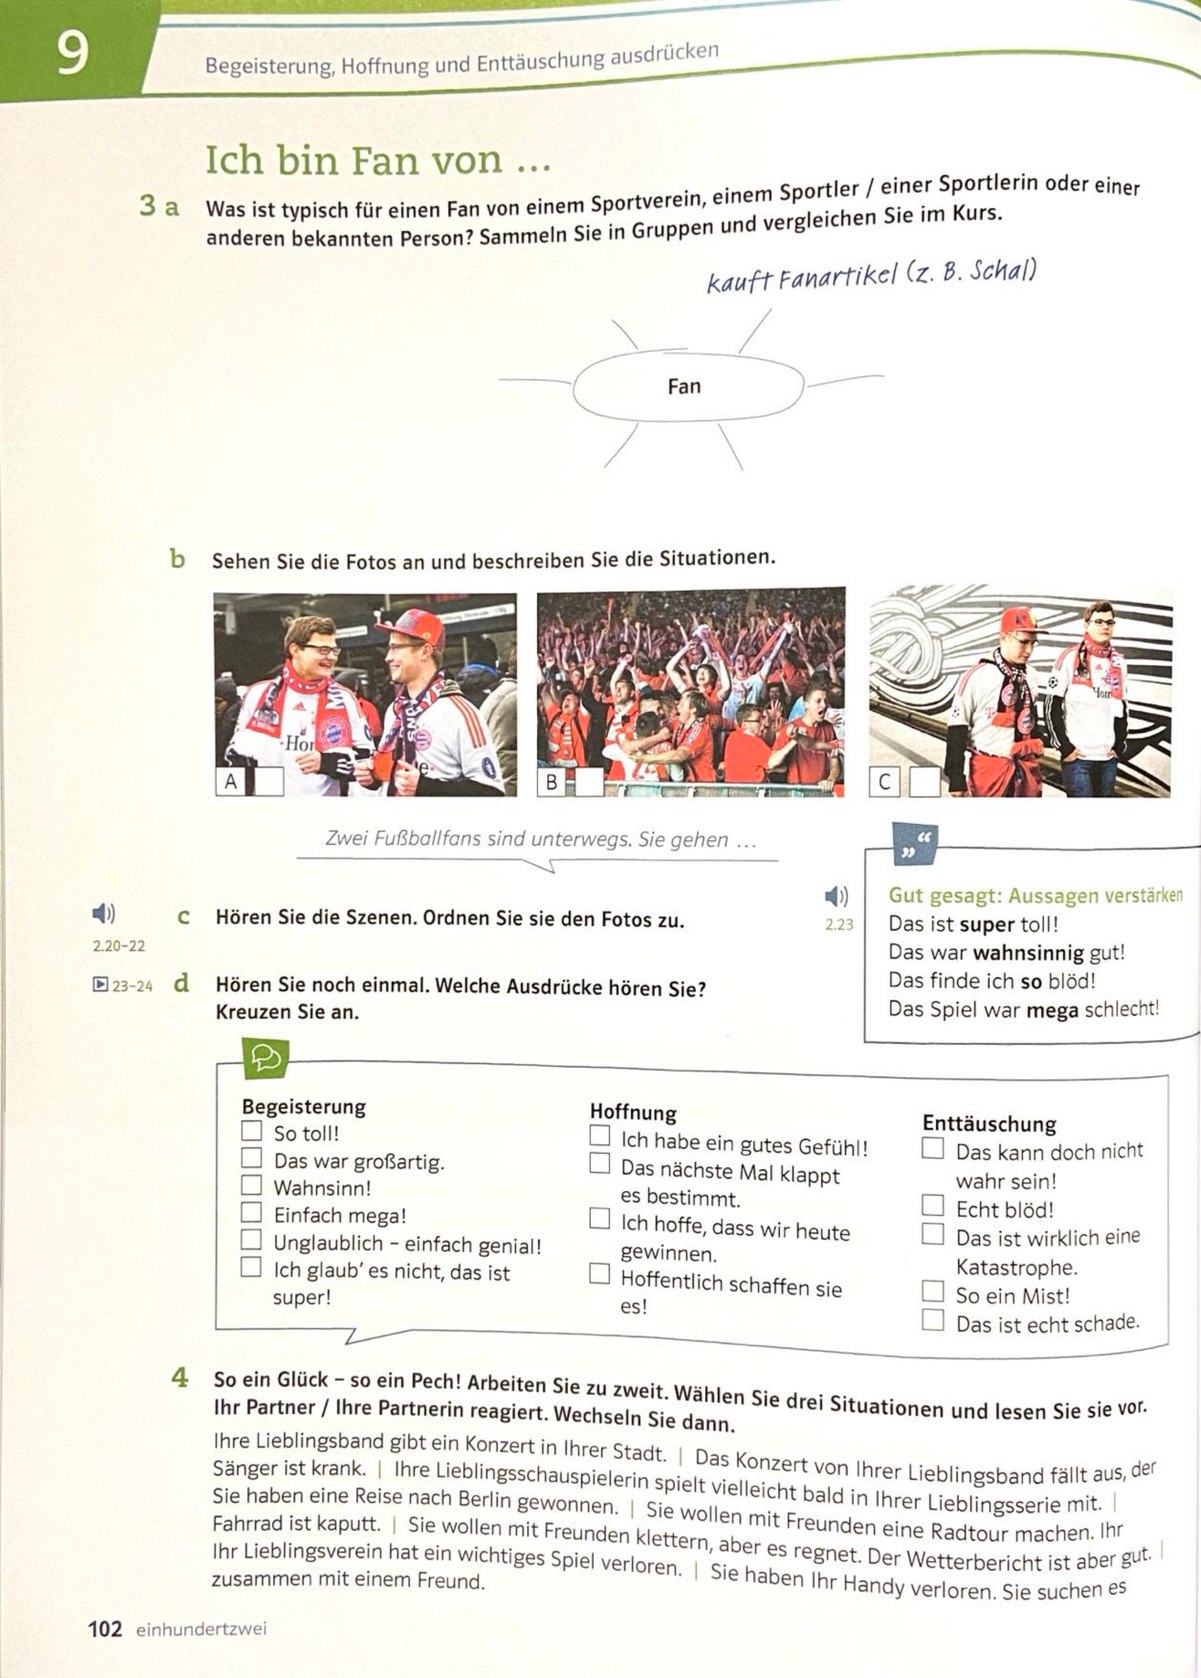 9
Begeisterung, Hoffnung und Enttäuschung ausdrücken
Ich bin Fan von ...
3 a Was ist typisch für einen Fan von einem Sportverein, einem Sportler / einer Sportlerin oder einer
anderen bekannten Person? Sammeln Sie in Gruppen und vergleichen Sie im Kurs.
kauft Fanartikel (z. B. Schal)
Fan
b Sehen Sie die Fotos an und beschreiben Sie die Situationen.
A
B
C
Zwei Fußballfans sind unterwegs. Sie gehen ...
2.20–22
c Hören Sie die Szenen. Ordnen Sie sie den Fotos zu.
23–24
d Hören Sie noch einmal. Welche Ausdrücke hören Sie?
Kreuzen Sie an.
2.23
Gut gesagt: Aussagen verstärken
Das ist super toll!
Das war wahnsinnig gut!
Das finde ich so blöd!
Das Spiel war mega schlecht!
Begeisterung
So toll!
Das war großartig.
Wahnsinn!
Einfach mega!
Unglaublich – einfach genial!
Ich glaub' es nicht, das ist
super!
Hoffnung
Ich habe ein gutes Gefühl!
Das nächste Mal klappt
es bestimmt.
Ich hoffe, dass wir heute
gewinnen.
Hoffentlich schaffen sie
es!
Enttäuschung
Das kann doch nicht
wahr sein!
Echt blöd!
Das ist wirklich eine
Katastrophe.
So ein Mist!
Das ist echt schade.
4 So ein Glück – so ein Pech! Arbeiten Sie zu zweit. Wählen Sie drei Situationen und lesen Sie sie vor.
Ihr Partner / Ihre Partnerin reagiert. Wechseln Sie dann.
Ihre Lieblingsband gibt ein Konzert in Ihrer Stadt. | Das Konzert von Ihrer Lieblingsband fällt aus, der
Sänger ist krank. | Ihre Lieblingsschauspielerin spielt vielleicht bald in Ihrer Lieblingsserie mit. |
Sie haben eine Reise nach Berlin gewonnen. | Sie wollen mit Freunden eine Radtour machen. Ihr
Fahrrad ist kaputt. | Sie wollen mit Freunden klettern, aber es regnet. Der Wetterbericht ist aber gut. |
Ihr Lieblingsverein hat ein wichtiges Spiel verloren. | Sie haben Ihr Handy verloren. Sie suchen es
zusammen mit einem Freund.
102 einhundertzwei